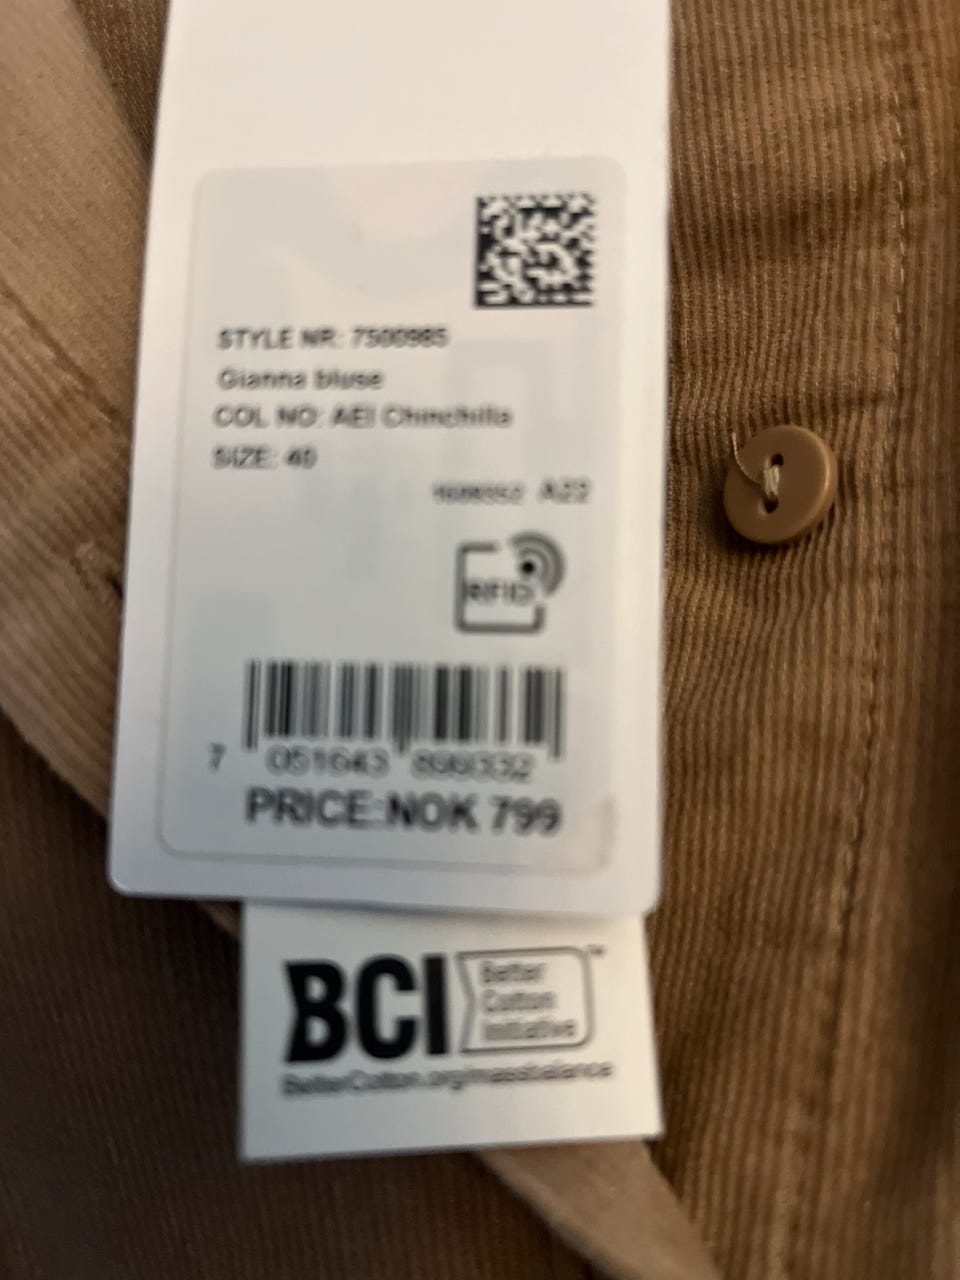 STYLE NR: 7500985
Gianna bluse
COL NO: AEI Chinchilla
SIZE: 40
A22
RFID
7 051643
PRICE:NOK 799
BCI
Better
Cotton
Initiative
™
BetterCotton.org/massbalance